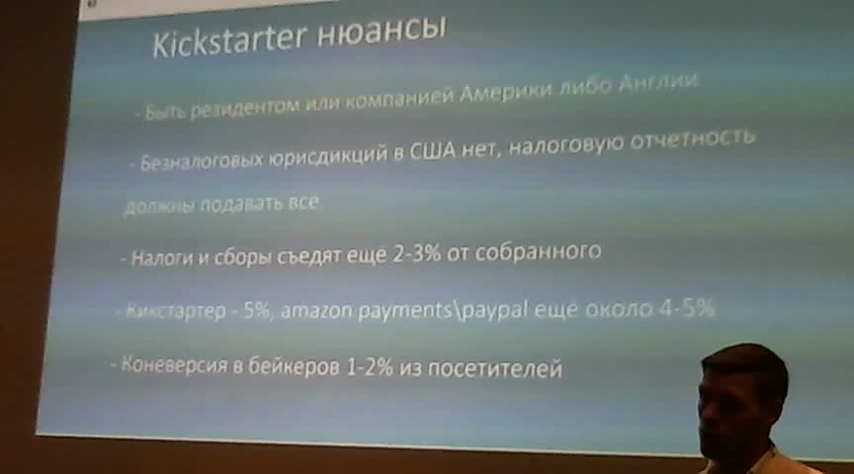 Kickstarter нюансы
- Быть резидентом или компанией Америки либо Англии
- Безналоговых юрисдикций в США нет, налоговую отчетность
должны подавать все
- Налоги и сборы съедят ещё 2-3% от собранного
- Кикстартер - 5%, amazon payments\paypal ещё около 4-5%
- Коневерсия в бейкеров 1-2% из посетителей